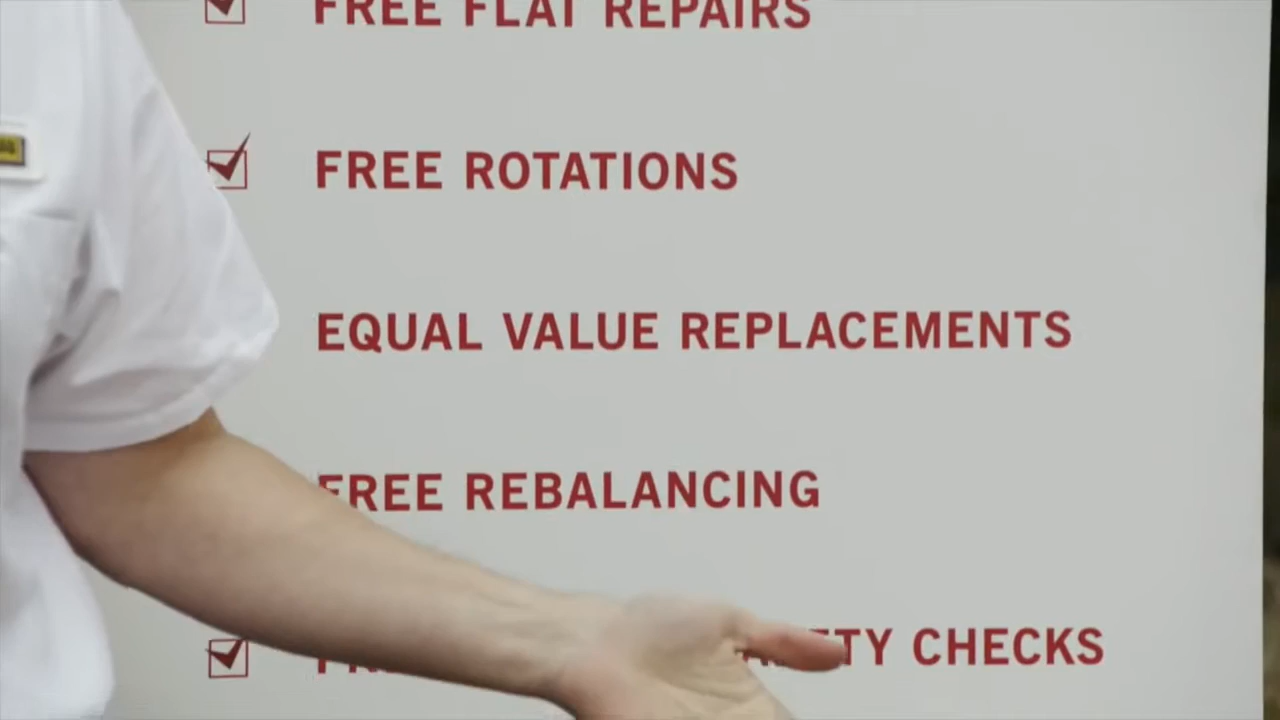 FREE FLAT REPAIRS
FREE ROTATIONS
EQUAL VALUE REPLACEMENTS
FREE REBALANCING
CHECKS